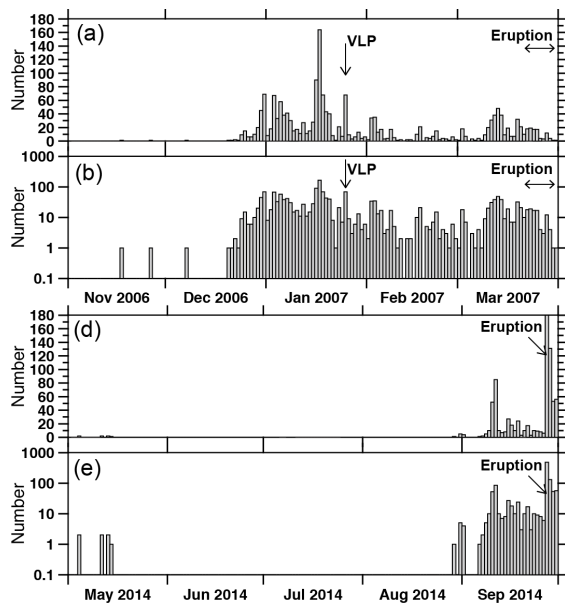 (a)
Number
180
160
140
120
100
80
60
40
20
0
VLP
Eruption
(b)
Number
1000
100
10
1
0.1
VLP
Eruption
Nov 2006 Dec 2006 Jan 2007 Feb 2007 Mar 2007
(d)
Number
180
160
140
120
100
80
60
40
20
0
Eruption
(e)
Number
1000
100
10
1
0.1
Eruption
May 2014 Jun 2014 Jul 2014 Aug 2014 Sep 2014